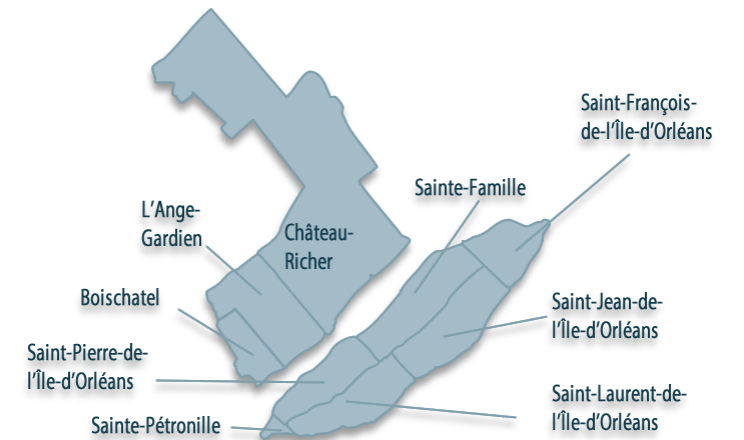 Saint-François-
de-l’Île-d’Orléans
Sainte-Famille
L’Ange-
Gardien
Château-
Richer
Boischatel
Saint-Jean-de-
l’Île-d’Orléans
Saint-Pierre-de-
l’Île-d’Orléans
Saint-Laurent-de-
l’Île-d’Orléans
Sainte-Pétronille